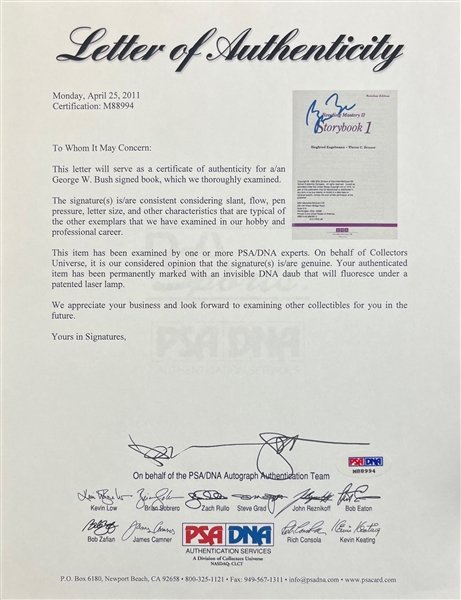 Letter of Authenticity
Monday, April 25, 2011
Certification: M88994
Reading Mastery II
Storybook 1
To Whom It May Concern:
This letter will serve as a certificate of authenticity for a/an
George W. Bush signed book, which we thoroughly examined.
The signature(s) is/are consistent considering slant, flow, pen
pressure, letter size, and other characteristics that are typical of
the other exemplars that we have examined in our hobby and
professional career.
This item has been examined by one or more PSA/DNA experts. On behalf of Collectors
Universe, it is our considered opinion that the signature(s) is/are genuine. Your authenticated
item has been permanently marked with an invisible DNA daub that will fluoresce under a
patented laser lamp.
We appreciate your business and look forward to examining other collectibles for you in the
future.
Yours in Signatures,
PSA/DNA
M88994
On behalf of the PSA/DNA Autograph Authentication Team
Kevin Low Brian Sobrero Zach Rullo Steve Grad John Reznikoff Bob Eaton
Bob Zafian James Camner Rich Consola Kevin Keating
PSA DNA
AUTHENTICATION SERVICES
A Division of Collectors Universe
NASDAQ, CLCT
P.O. Box 6180, Newport Beach, CA 92658 • 800-325-1121 • Fax 949-567-1311 • info@psadna.com • www.psacard.com